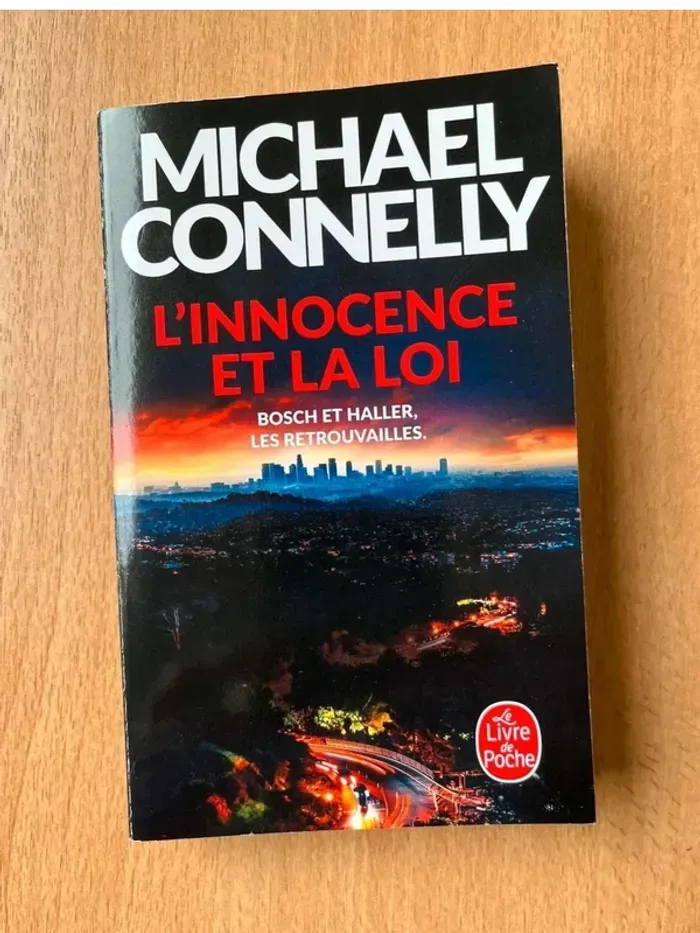 MICHAEL
CONNELLY
L'INNOCENCE
ET LA LOI
BOSCH ET HALLER,
LES RETROUVAILLES.
Le
Livre
de
Poche